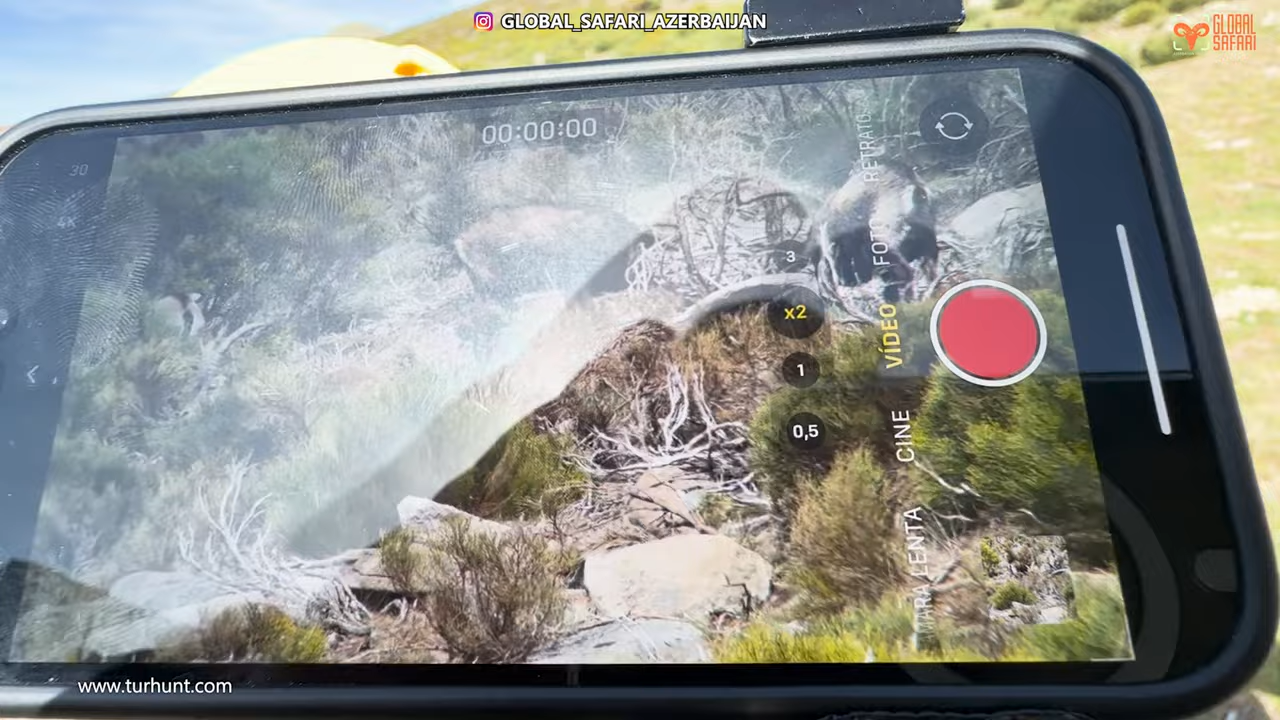 GLOBAL_SAFARI_AZERBAIJAN
GLOBAL
SAFARI
30
00:00:00
RETRATO
FOTO
3
x2
VÍDEO
1
CINE
0,5
LENTA
www.turhunt.com